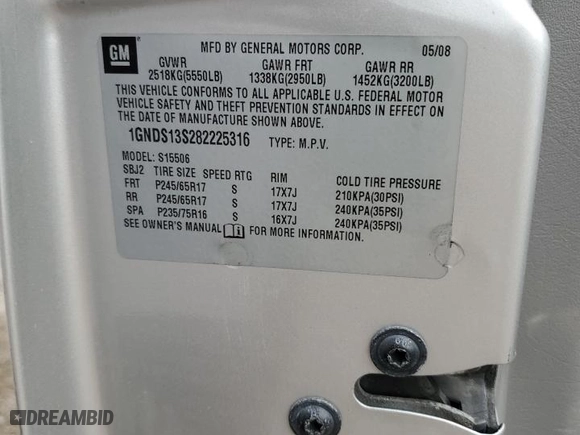 GM
MFD BY GENERAL MOTORS CORP. 05/08
GVWR GAWR FRT GAWR RR
2518KG(5550LB) 1338KG(2950LB) 1452KG(3200LB)
THIS VEHICLE CONFORMS TO ALL APPLICABLE U.S. FEDERAL MOTOR
VEHICLE SAFETY AND THEFT PREVENTION STANDARDS IN EFFECT ON
THE DATE OF MANUFACTURE SHOWN ABOVE.
1GNDS13S282225316 TYPE: M.P.V.
MODEL: S15506
SBJ2 TIRE SIZE SPEED RTG RIM COLD TIRE PRESSURE
FRT P245/65R17 S 17X7J 210KPA(30PSI)
RR P245/65R17 S 17X7J 240KPA(35PSI)
SPA P235/75R16 S 16X7J 240KPA(35PSI)
SEE OWNER'S MANUAL FOR MORE INFORMATION.
DREAMBID